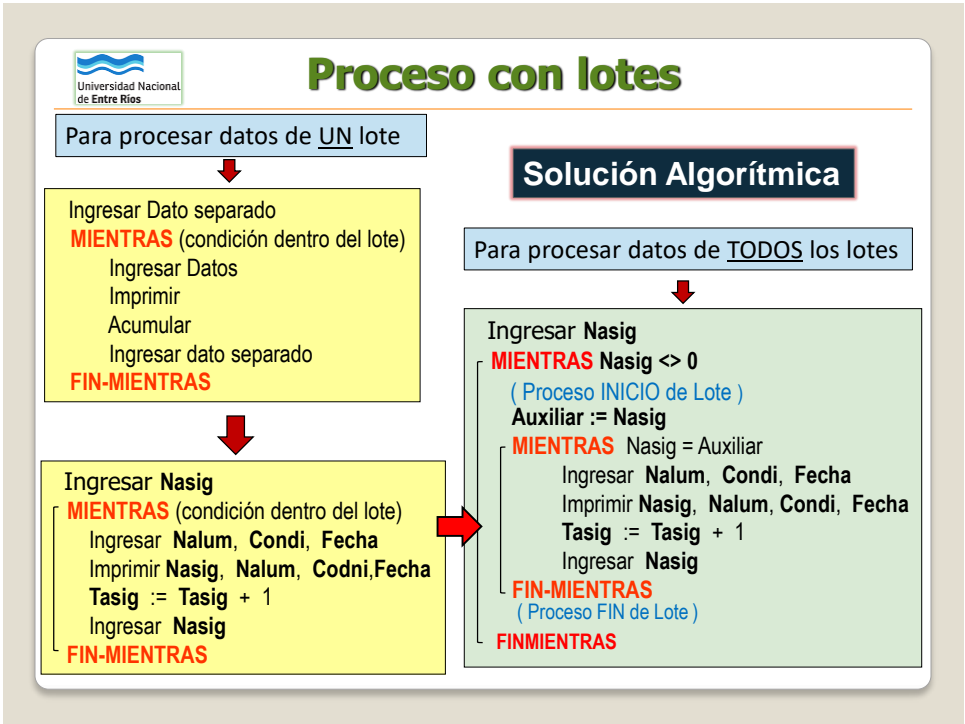 Universidad Nacional
de Entre Ríos
Proceso con lotes
Para procesar datos de UN lote
Ingresar Dato separado
MIENTRAS (condición dentro del lote)
Ingresar Datos
Imprimir
Acumular
Ingresar dato separado
FIN-MIENTRAS
Ingresar Nasig
MIENTRAS (condición dentro del lote)
Ingresar Nalum, Condi, Fecha
Imprimir Nasig, Nalum, Codni,Fecha
Tasig := Tasig + 1
Ingresar Nasig
FIN-MIENTRAS
Solución Algorítmica
Para procesar datos de TODOS los lotes
Ingresar Nasig
MIENTRAS Nasig <> 0
( Proceso INICIO de Lote )
Auxiliar := Nasig
MIENTRAS Nasig = Auxiliar
Ingresar Nalum, Condi, Fecha
Imprimir Nasig, Nalum, Condi, Fecha
Tasig := Tasig + 1
Ingresar Nasig
FIN-MIENTRAS
( Proceso FIN de Lote )
FINMIENTRAS